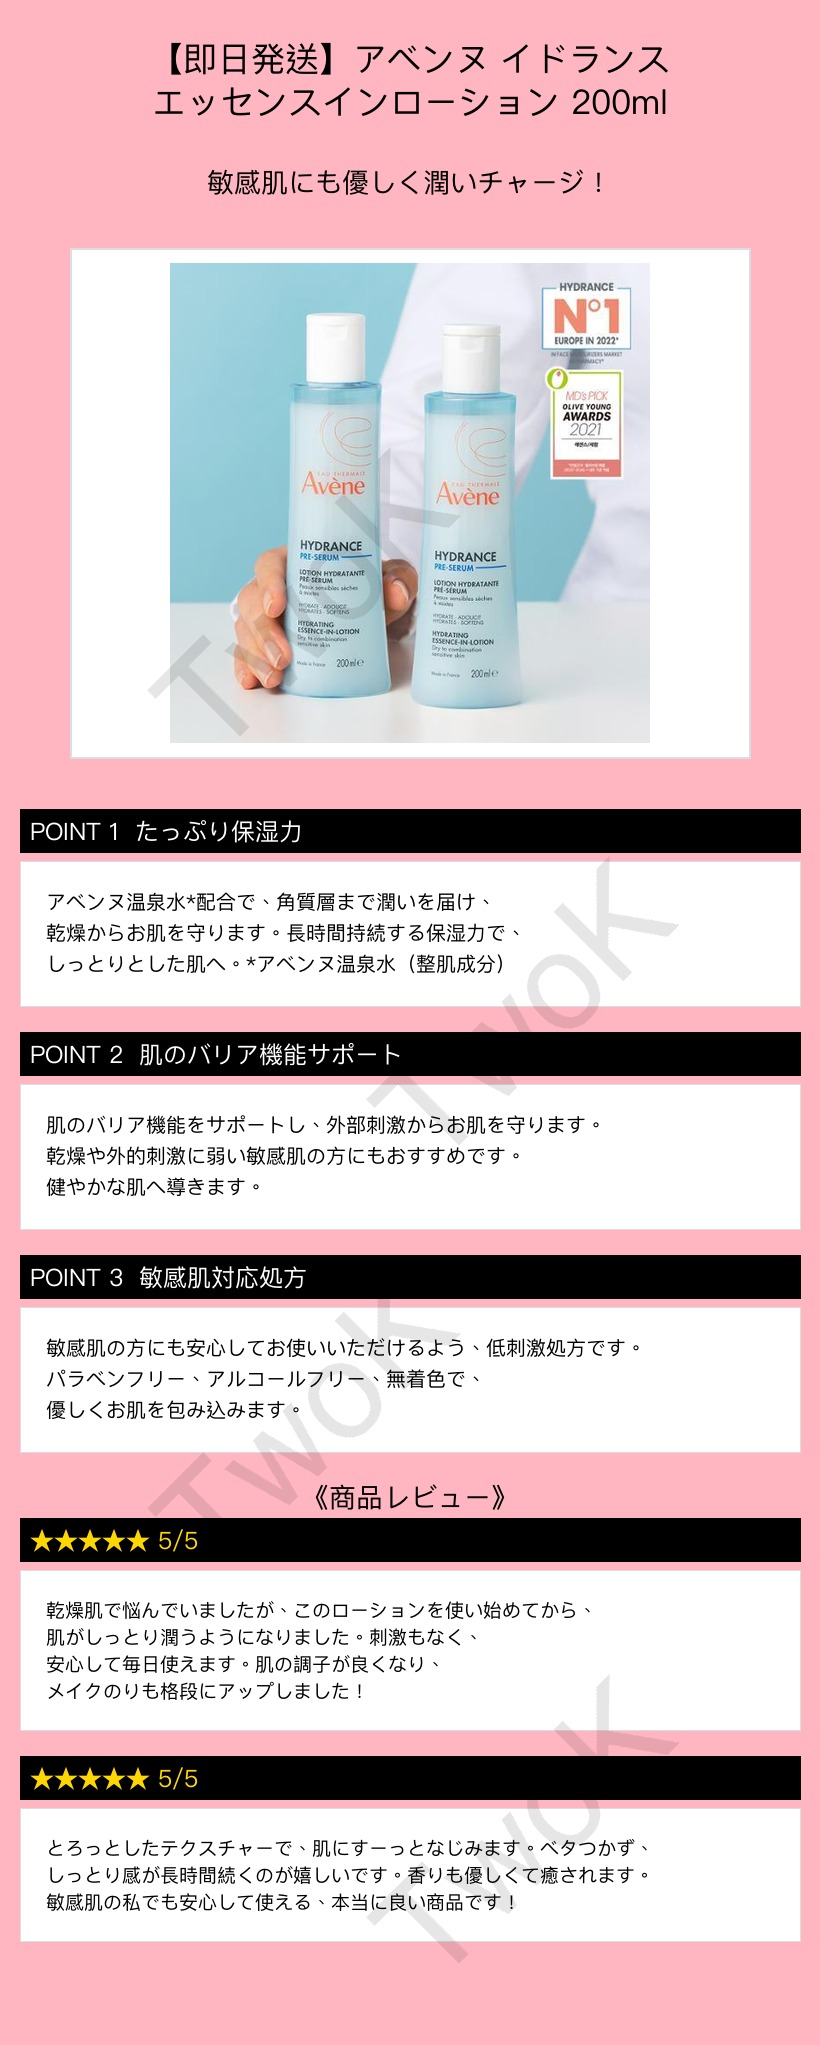 【即日発送】アベンヌ イドランス
エッセンスインローション 200ml
敏感肌にも優しく潤いチャージ！
HYDRANCE
N°1
EUROPE IN 2022*
MD's PICK
OLIVE YOUNG
AWARDS
2021
에센스/세럼
EAU THERMALE
Avène
HYDRANCE
PRE-SERUM
LOTION HYDRATANTE
PRÉ-SÉRUM
Peaux sensibles sèches
à mixtes
HYDRATE · ADOUCIT
HYDRATES · SOFTENS
HYDRATING
ESSENCE-IN-LOTION
Dry to combination
sensitive skin
Made in France 200 ml ℮
EAU THERMALE
Avène
HYDRANCE
PRE-SERUM
LOTION HYDRATANTE
PRÉ-SÉRUM
Peaux sensibles sèches
à mixtes
HYDRATE · ADOUCIT
HYDRATES · SOFTENS
HYDRATING
ESSENCE-IN-LOTION
Dry to combination
sensitive skin
Made in France 200 ml ℮
TwoK
POINT 1 たっぷり保湿力
アベンヌ温泉水*配合で、角質層まで潤いを届け、
乾燥からお肌を守ります。長時間持続する保湿力で、
しっとりとした肌へ。*アベンヌ温泉水（整肌成分）
TwoK
POINT 2 肌のバリア機能サポート
肌のバリア機能をサポートし、外部刺激からお肌を守ります。
乾燥や外的刺激に弱い敏感肌の方にもおすすめです。
健やかな肌へ導きます。
POINT 3 敏感肌対応処方
敏感肌の方にも安心してお使いいただけるよう、低刺激処方です。
パラベンフリー、アルコールフリー、無着色で、
優しくお肌を包み込みます。
TwoK
《商品レビュー》
★★★★★ 5/5
乾燥肌で悩んでいましたが、このローションを使い始めてから、
肌がしっとり潤うようになりました。刺激もなく、
安心して毎日使えます。肌の調子が良くなり、
メイクのりも格段にアップしました！
★★★★★ 5/5
とろっとしたテクスチャーで、肌にすーっとなじみます。ベタつかず、
しっとり感が長時間続くのが嬉しいです。香りも優しくて癒されます。
敏感肌の私でも安心して使える、本当に良い商品です！
TwoK